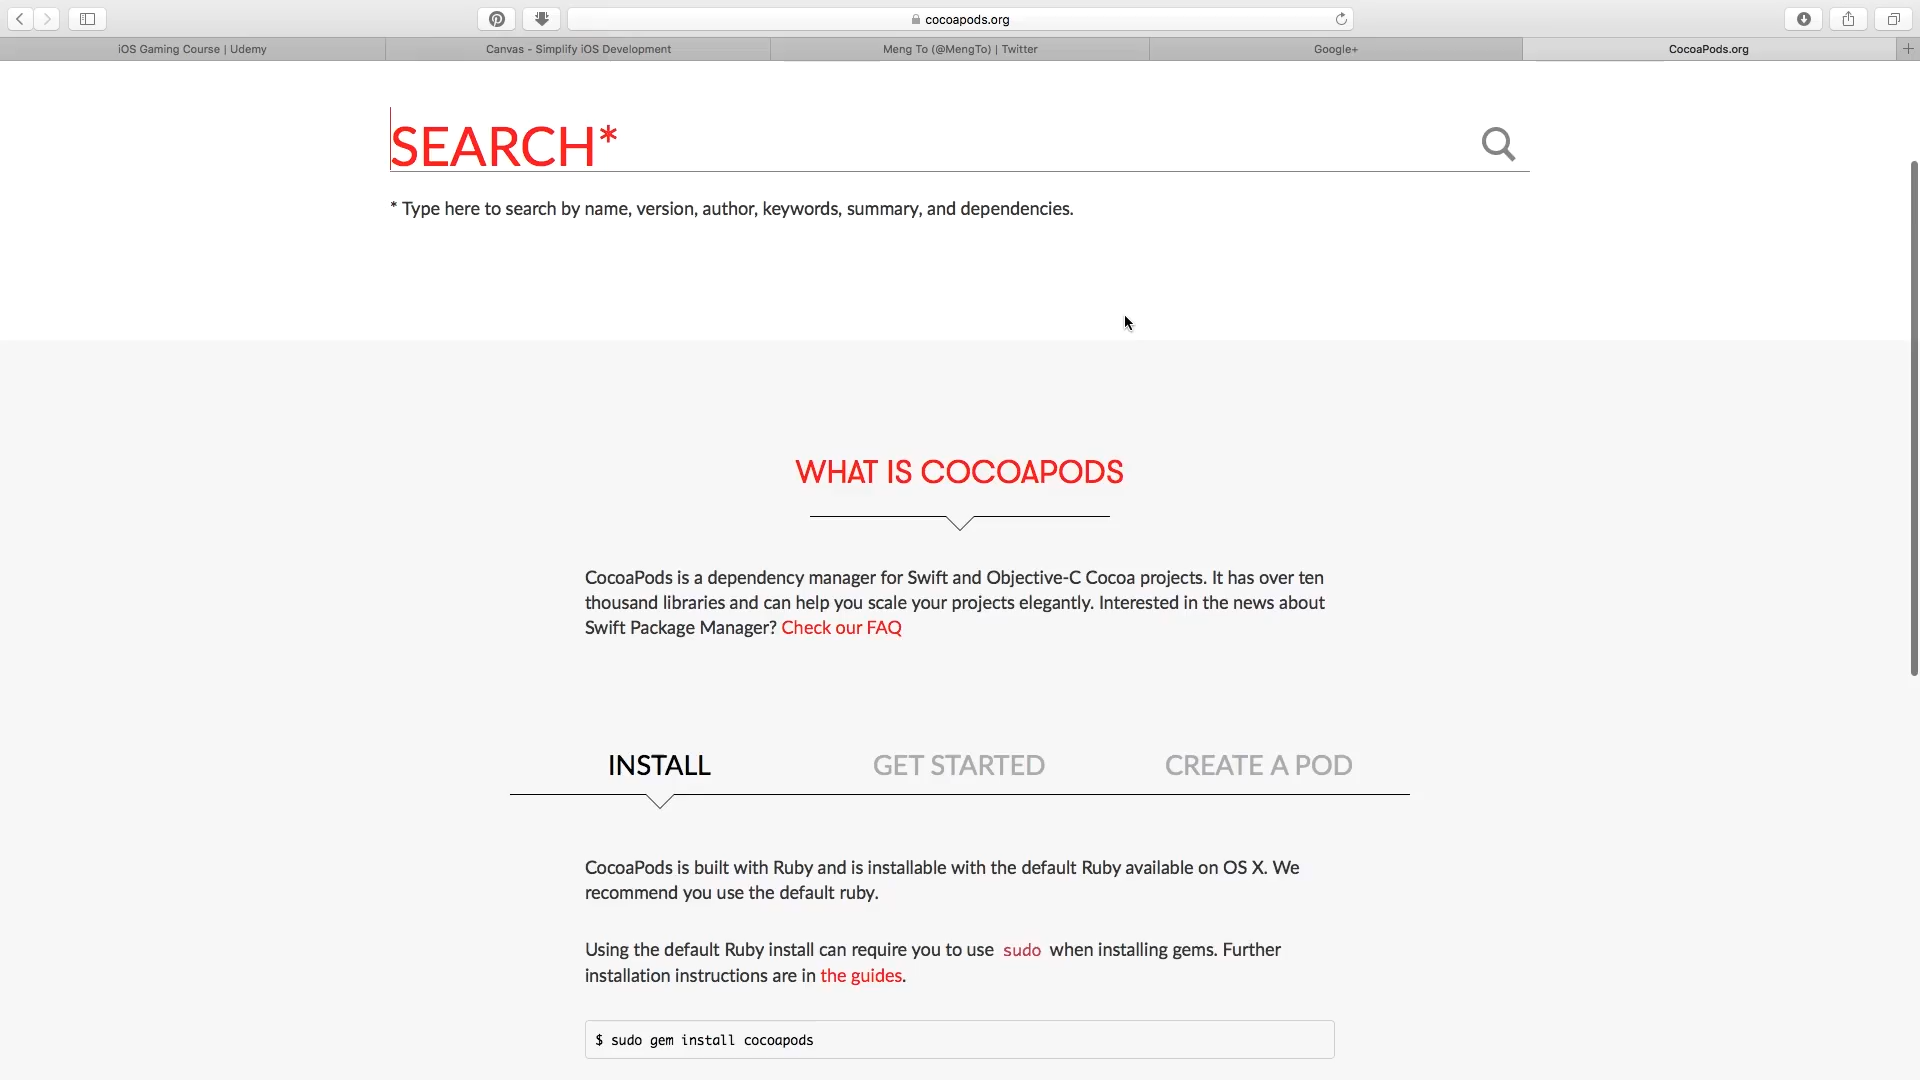 cocoapods.org
iOS Gaming Course | Udemy
Canvas - Simplify iOS Development
Meng To (@MengTo) | Twitter
Google+
CocoaPods.org
SEARCH*
* Type here to search by name, version, author, keywords, summary, and dependencies.
WHAT IS COCOAPODS
CocoaPods is a dependency manager for Swift and Objective-C Cocoa projects. It has over ten
thousand libraries and can help you scale your projects elegantly. Interested in the news about
Swift Package Manager? Check our FAQ
INSTALL
GET STARTED
CREATE A POD
CocoaPods is built with Ruby and is installable with the default Ruby available on OS X. We
recommend you use the default ruby.
Using the default Ruby install can require you to use sudo when installing gems. Further
installation instructions are in the guides.
$ sudo gem install cocoapods